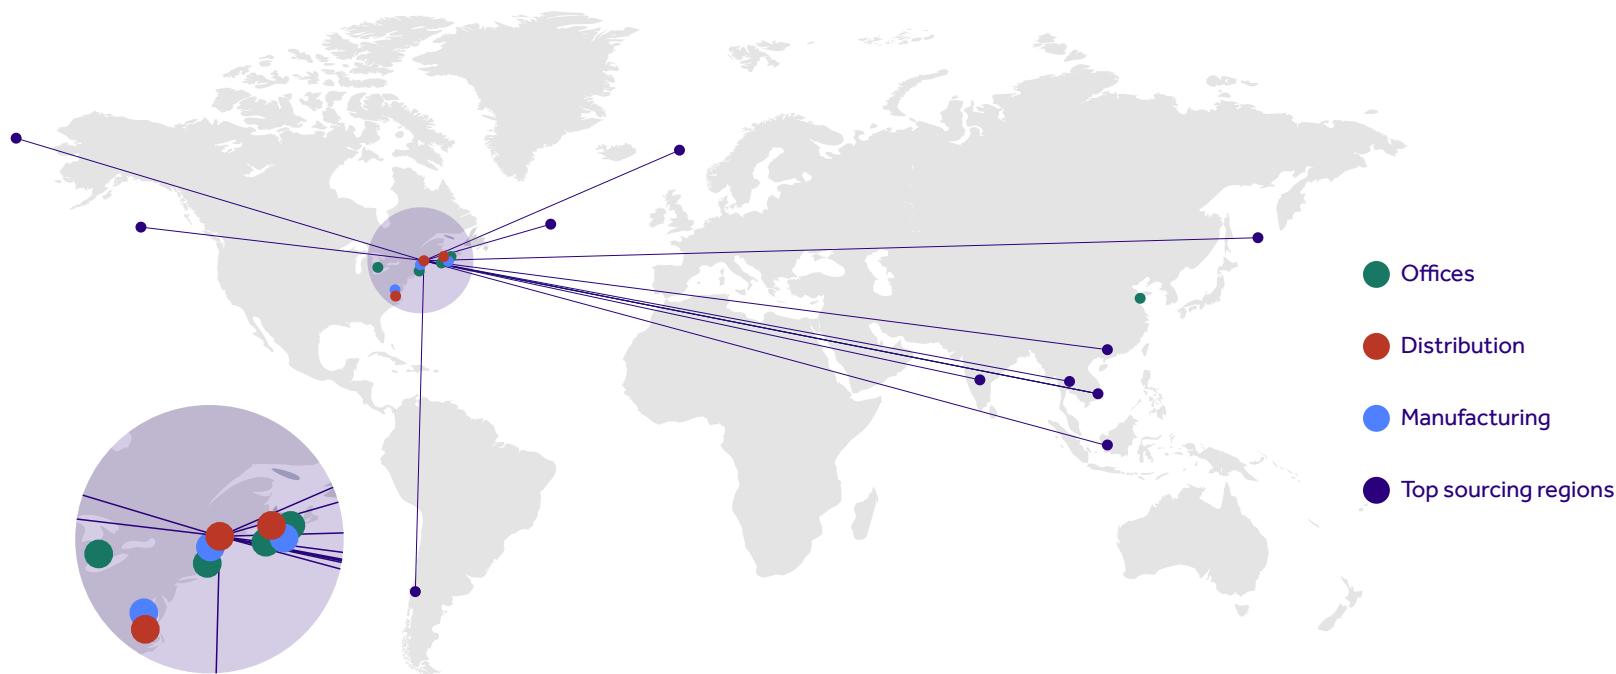 Offices
Distribution
Manufacturing
Top sourcing regions